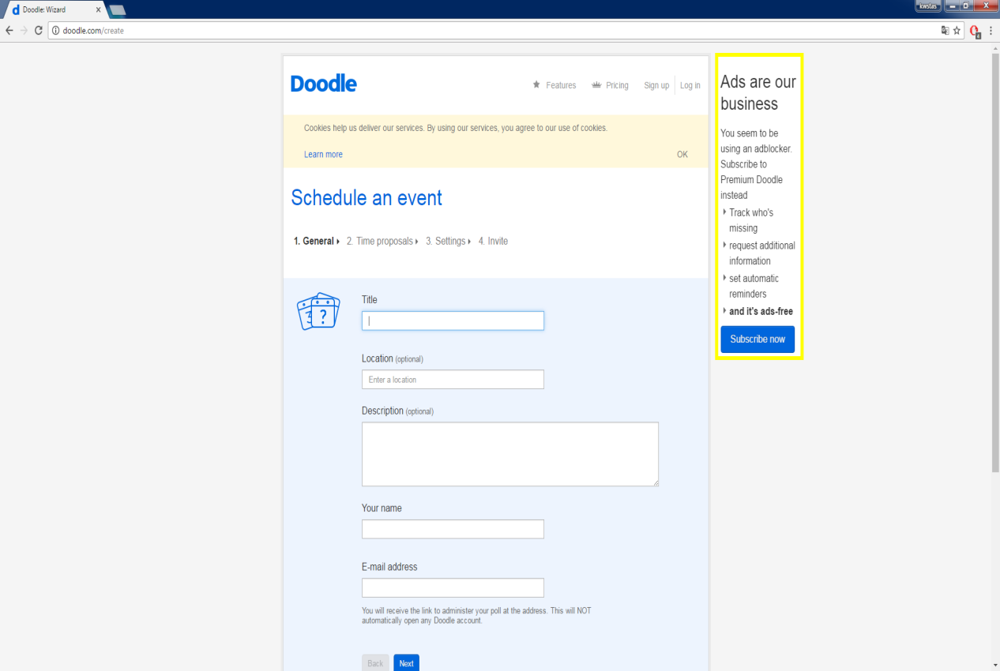 Doodle: Wizard
kwstas
doodle.com/create
4
Doodle
Features
Pricing
Sign up
Log in
Cookies help us deliver our services. By using our services, you agree to our use of cookies.
Learn more
OK
Schedule an event
1. General
2. Time proposals
3. Settings
4. Invite
3
?
Title
Location (optional)
Enter a location
Description (optional)
Your name
E-mail address
You will receive the link to administer your poll at the address. This will NOT
automatically open any Doodle account.
Back
Next
Ads are our
business
You seem to be
using an adblocker.
Subscribe to
Premium Doodle
instead
Track who's
missing
request additional
information
set automatic
reminders
and it's ads-free
Subscribe now